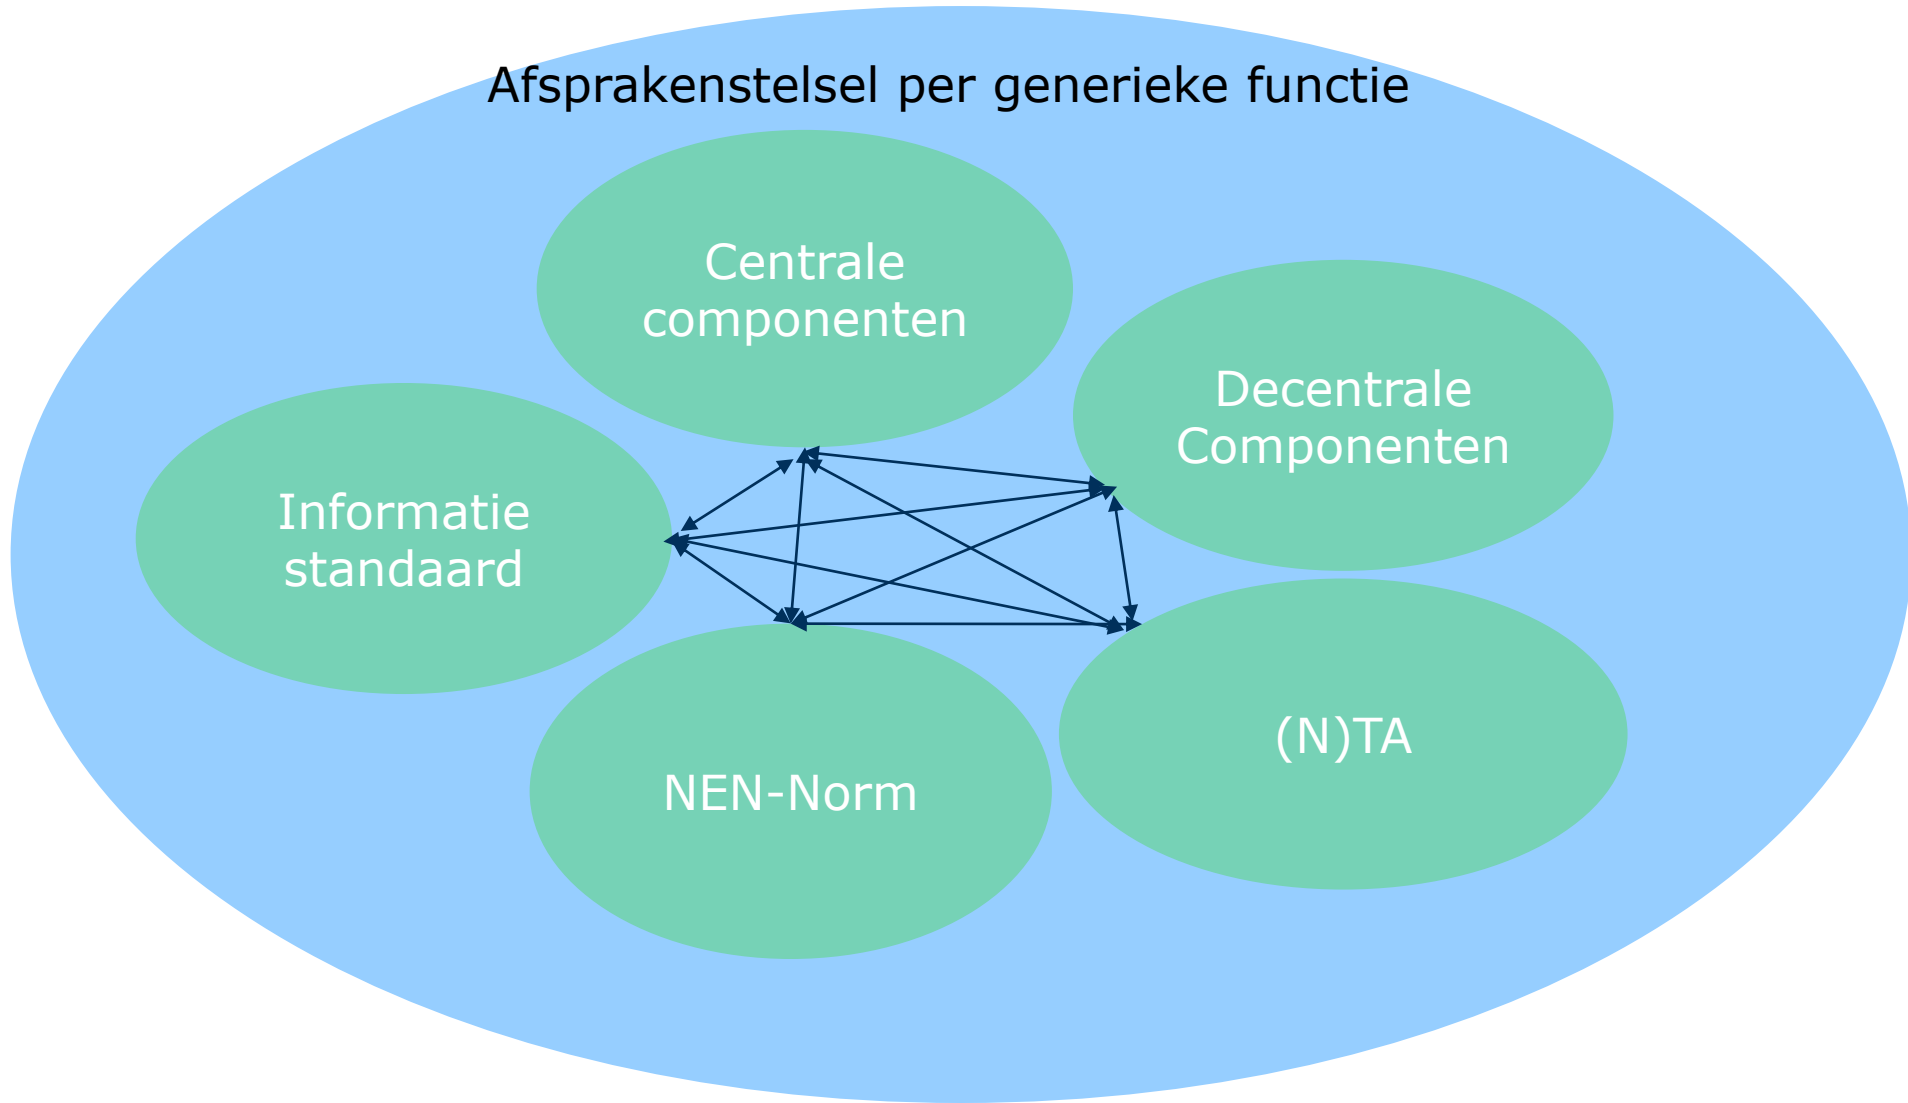 Afsprakenstelsel per generieke functie
Centrale
componenten
Decentrale
Componenten
Informatie
standaard
(N)TA
NEN-Norm